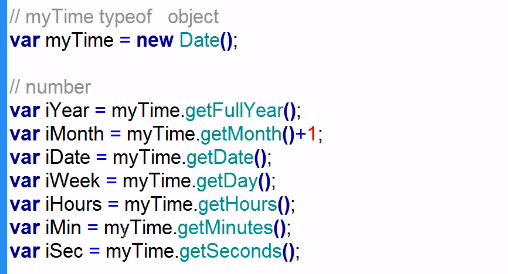 // myTime typeof object
var myTime = new Date();
// number
var iYear = myTime.getFullYear();
var iMonth = myTime.getMonth()+1;
var iDate = myTime.getDate();
var iWeek = myTime.getDay();
var iHours = myTime.getHours();
var iMin = myTime.getMinutes();
var iSec = myTime.getSeconds();